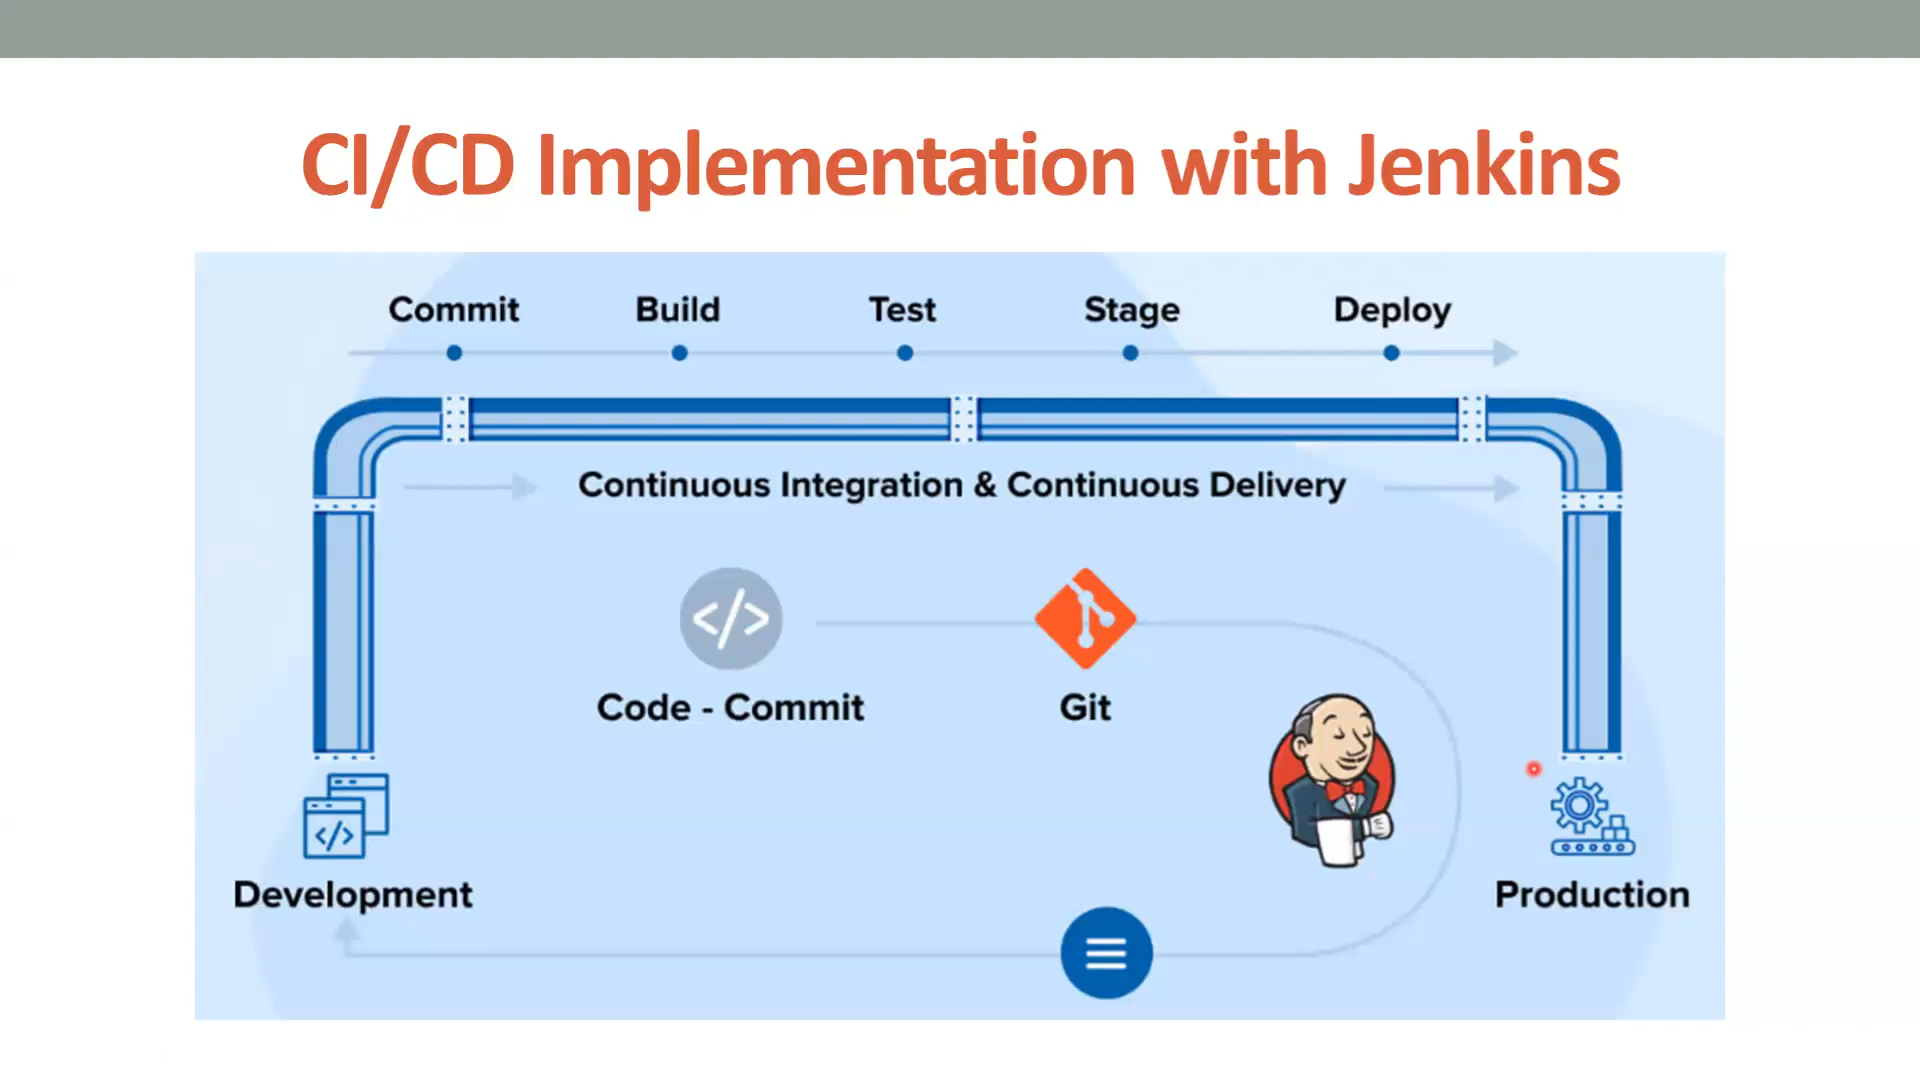 CI/CD Implementation with Jenkins
Commit Build Test Stage Deploy
Continuous Integration & Continuous Delivery
</>
Code - Commit Git
</>
Development Production